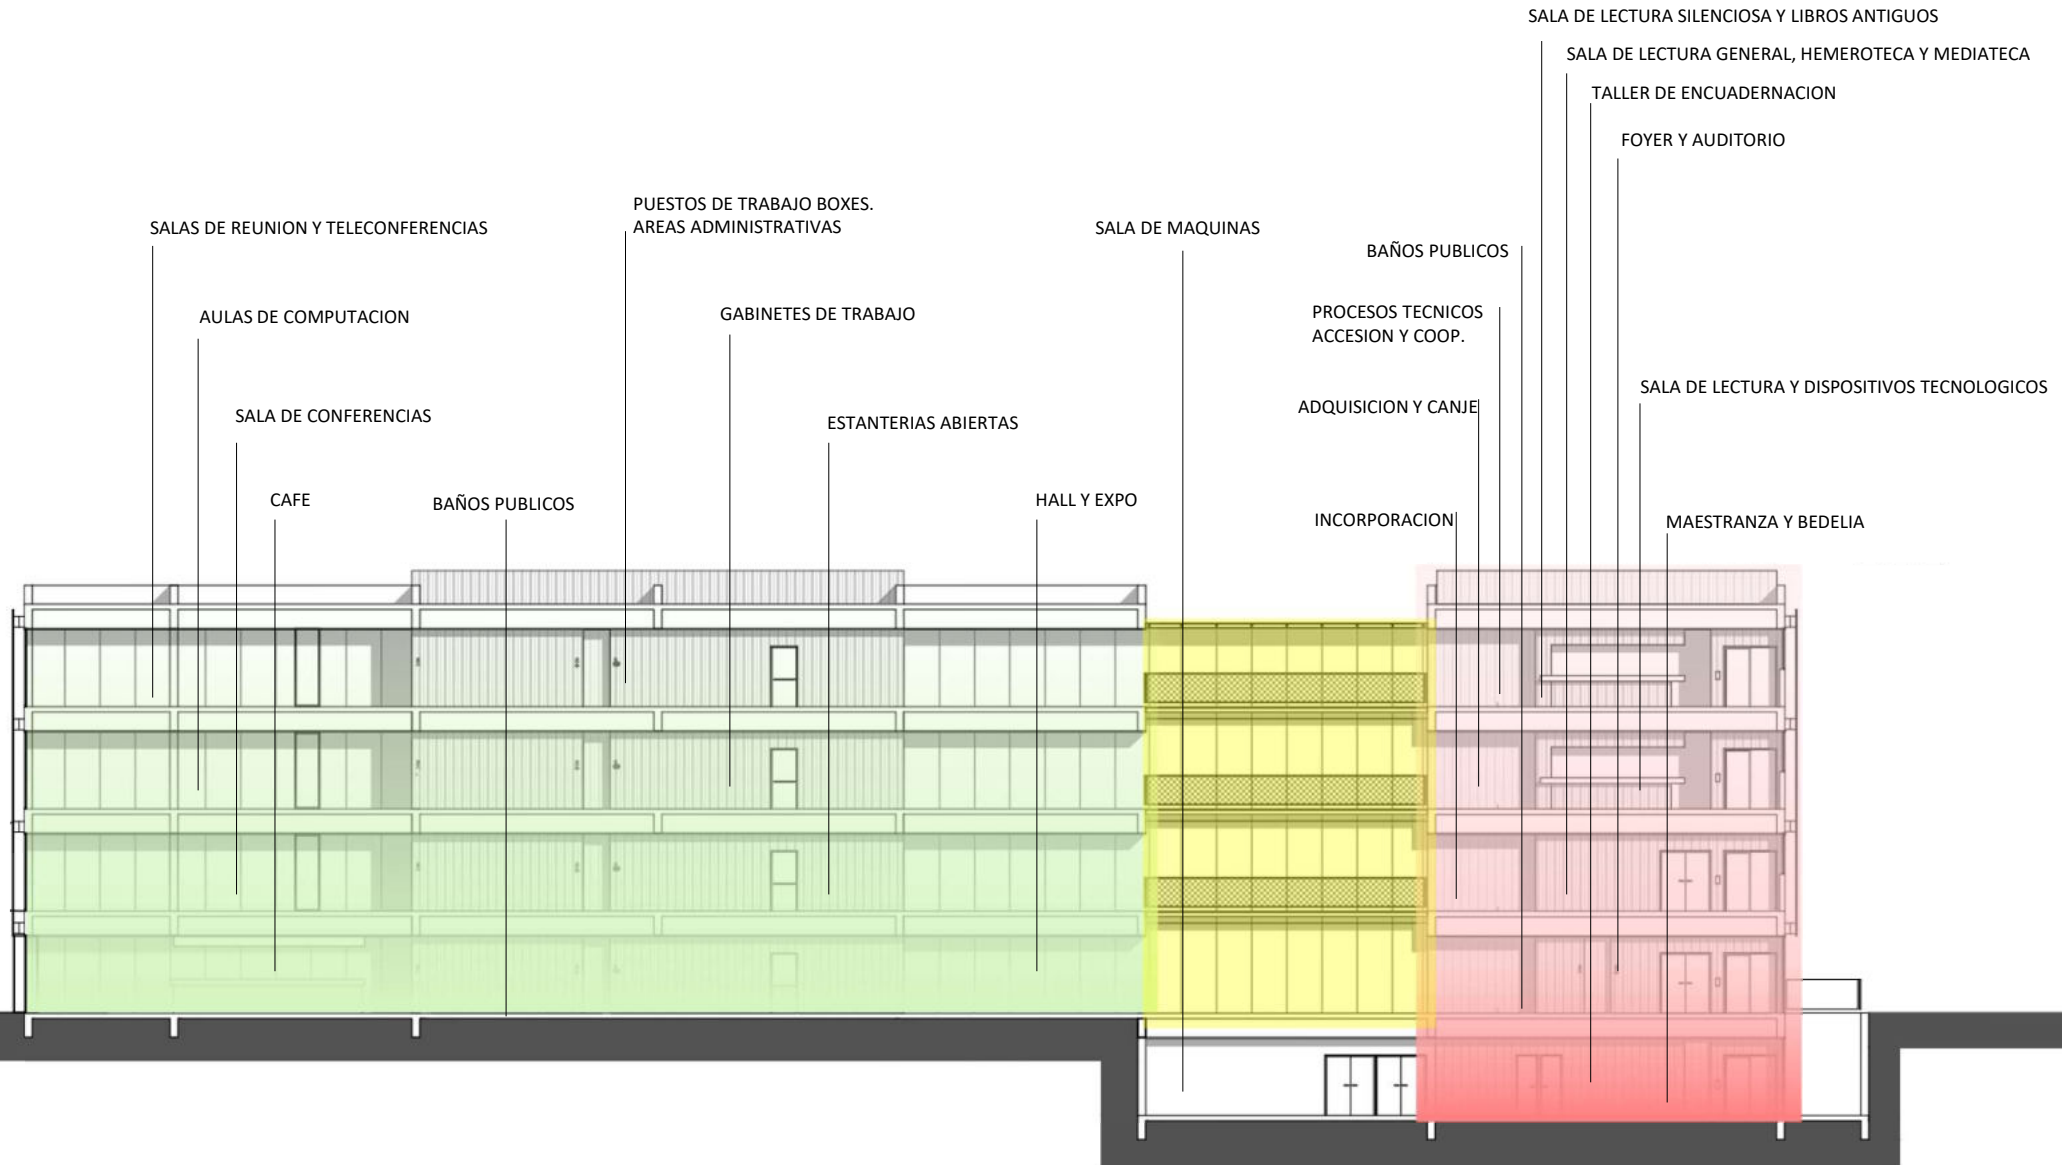 SALA DE LECTURA SILENCIOSA Y LIBROS ANTIGUOS
SALA DE LECTURA GENERAL, HEMEROTECA Y MEDIATECA
TALLER DE ENCUADERNACION
FOYER Y AUDITORIO
PUESTOS DE TRABAJO BOXES.
AREAS ADMINISTRATIVAS
SALAS DE REUNION Y TELECONFERENCIAS
SALA DE MAQUINAS
BAÑOS PUBLICOS
AULAS DE COMPUTACION
GABINETES DE TRABAJO
PROCESOS TECNICOS
ACCESION Y COOP.
SALA DE LECTURA Y DISPOSITIVOS TECNOLOGICOS
SALA DE CONFERENCIAS
ESTANTERIAS ABIERTAS
ADQUISICION Y CANJE
CAFE
BAÑOS PUBLICOS
HALL Y EXPO
INCORPORACION
MAESTRANZA Y BEDELIA